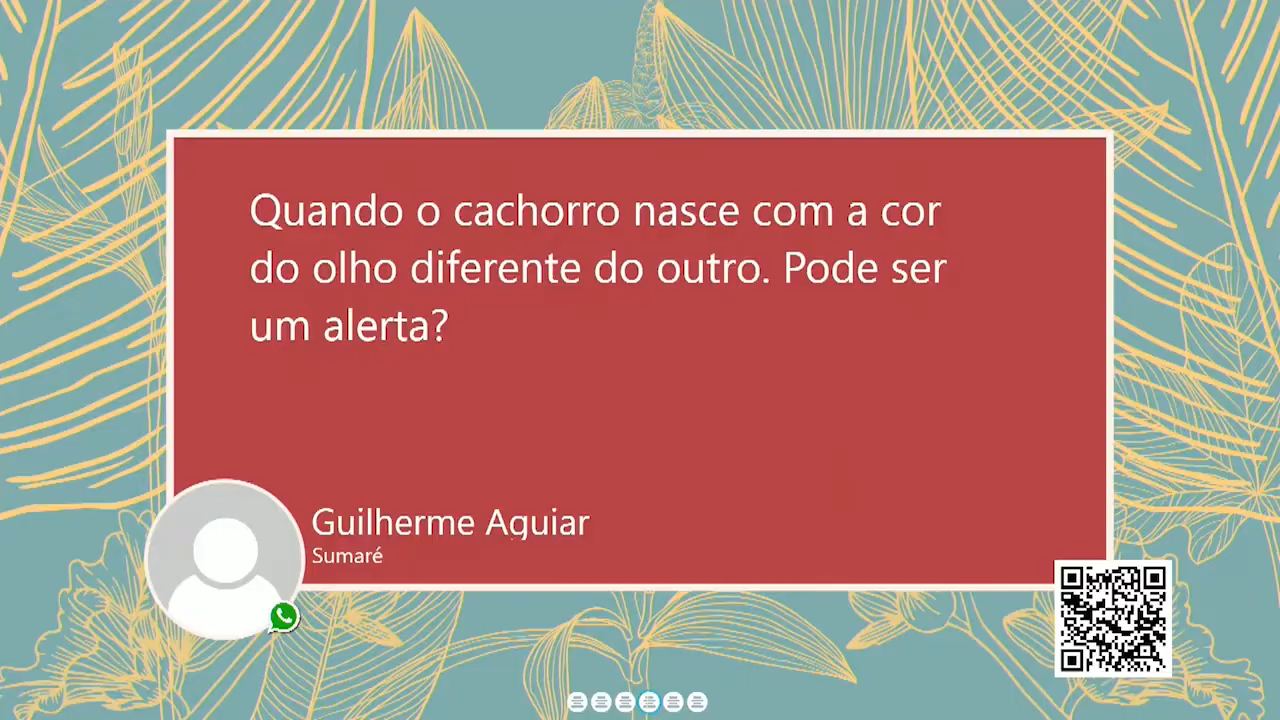 Quando o cachorro nasce com a cor
do olho diferente do outro. Pode ser
um alerta?
Guilherme Aguiar
Sumaré